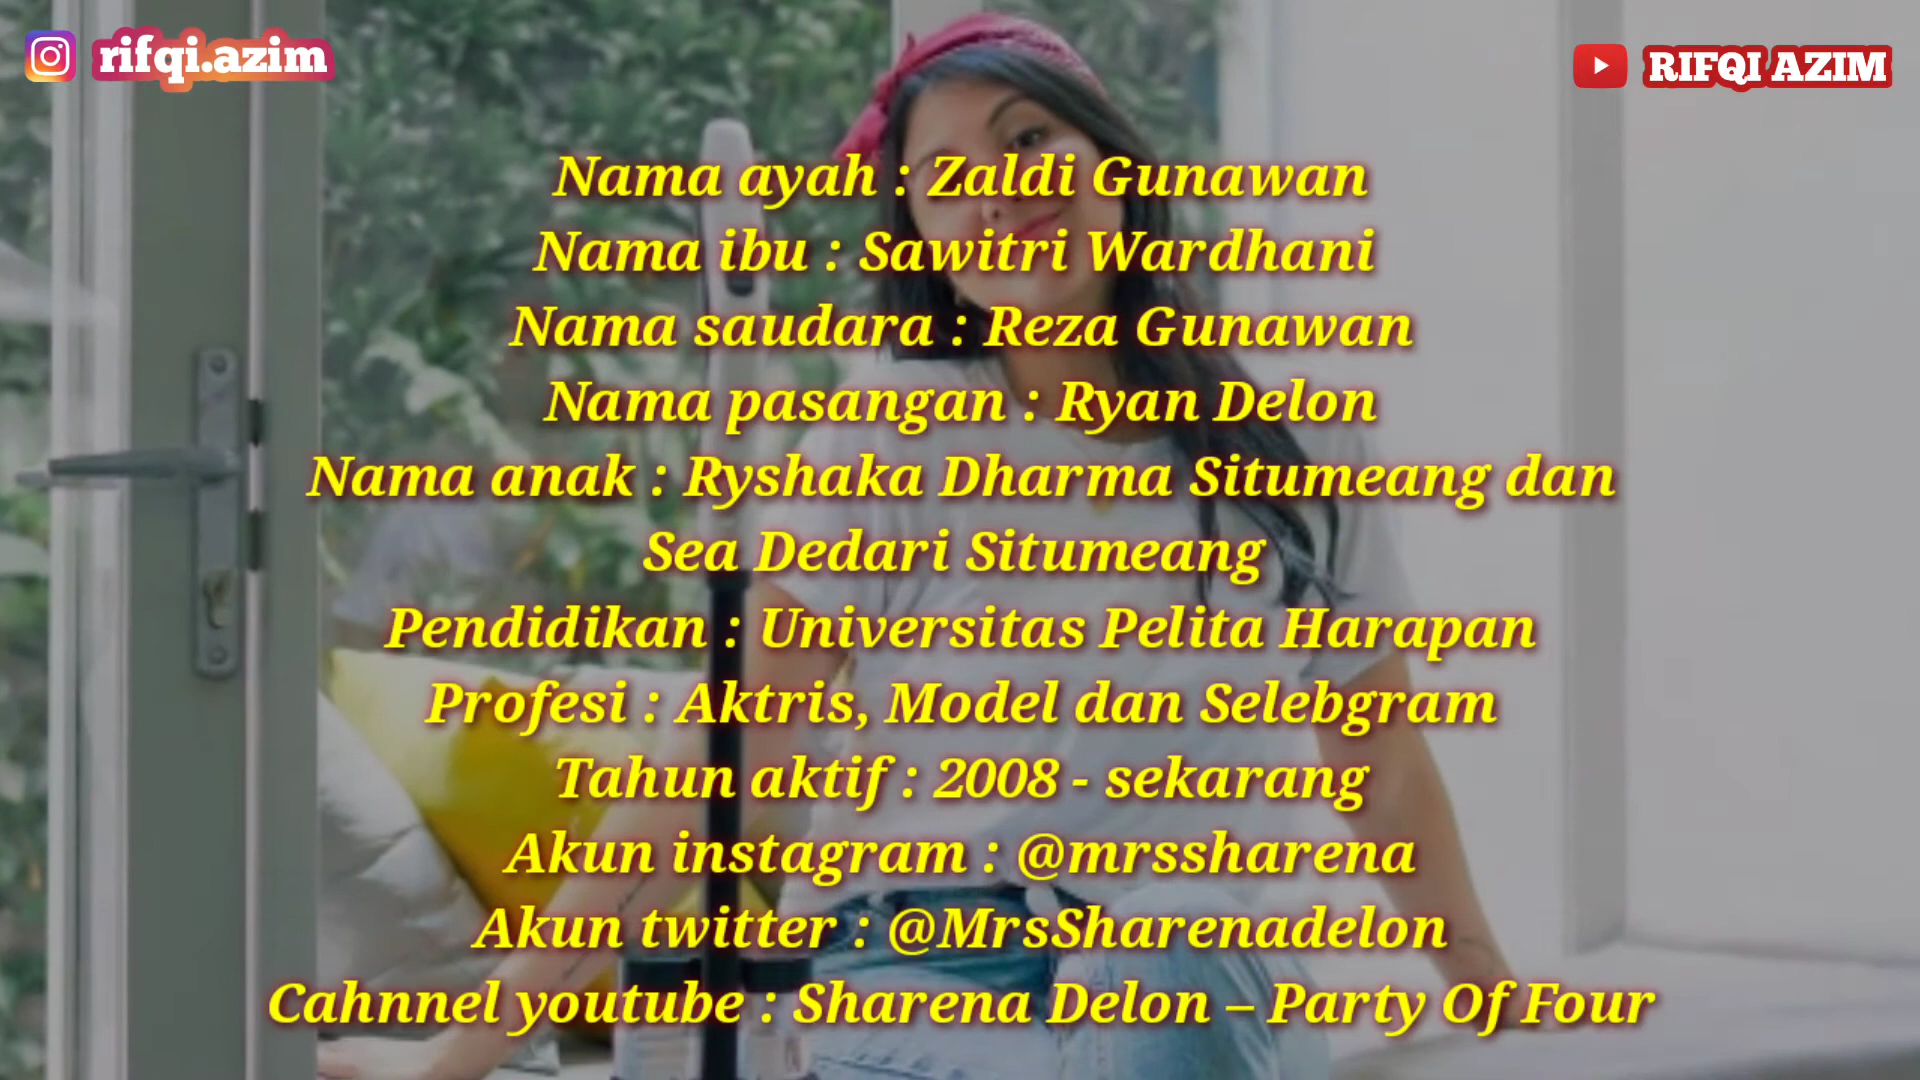 rifqi.azim
RIFQI AZIM
Nama ayah : Zaldi Gunawan
Nama ibu : Sawitri Wardhani
Nama saudara : Reza Gunawan
Nama pasangan : Ryan Delon
Nama anak : Ryshaka Dharma Situmeang dan
Sea Dedari Situmeang
Pendidikan : Universitas Pelita Harapan
Profesi : Aktris, Model dan Selebgram
Tahun aktif : 2008 - sekarang
Akun instagram : @mrssharena
Akun twitter : @MrsSharenadelon
Cahnnel youtube : Sharena Delon – Party Of Four